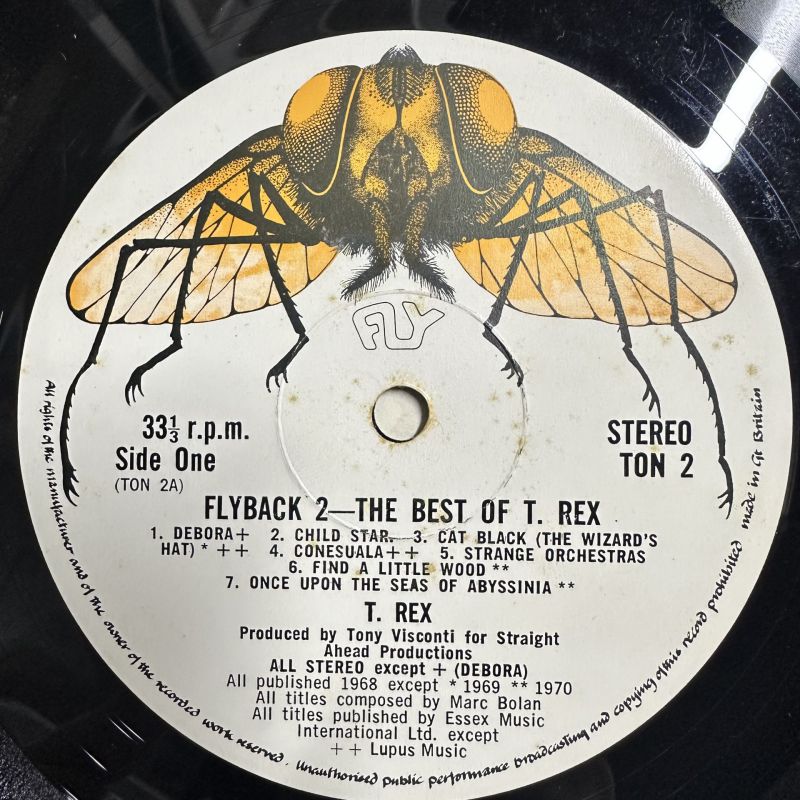 FLY
33⅓ r.p.m.
Side One
(TON 2A)
STEREO
TON 2
FLYBACK 2—THE BEST OF T. REX
1. DEBORA+ 2. CHILD STAR. 3. CAT BLACK (THE WIZARD'S
HAT) * ++ 4. CONESUALA++ 5. STRANGE ORCHESTRAS
6. FIND A LITTLE WOOD **
7. ONCE UPON THE SEAS OF ABYSSINIA **
T. REX
Produced by Tony Visconti for Straight
Ahead Productions
ALL STEREO except + (DEBORA)
All published 1968 except * 1969 ** 1970
All titles composed by Marc Bolan
All titles published by Essex Music
International Ltd. except
++ Lupus Music
All rights of the manufacturer and of the owner of the recorded work reserved. Unauthorised public performance broadcasting and copying of this record prohibited made in Gt Britain